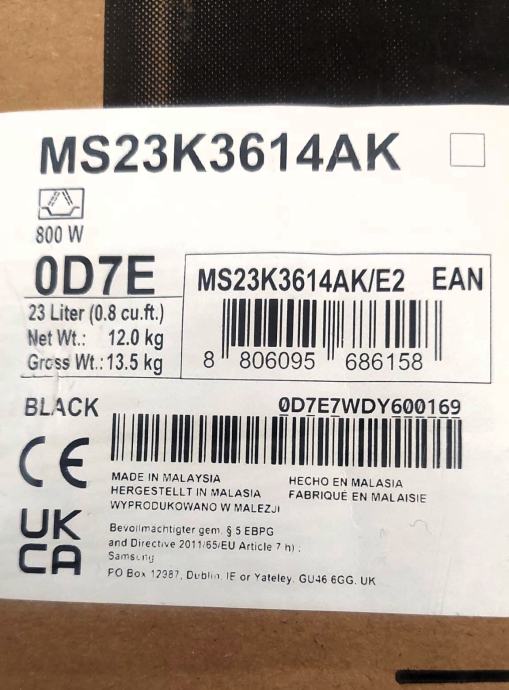 MS23K3614AK
800 W
0D7E
23 Liter (0.8 cu.ft.)
Net Wt.: 12.0 kg
Gross Wt.: 13.5 kg
MS23K3614AK/E2 EAN
8 806095 686158
BLACK
0D7E7WDY600169
CE
MADE IN MALAYSIA
HERGESTELLT IN MALASIA
WYPRODUKOWANO W MALEZJI
HECHO EN MALASIA
FABRIQUÉ EN MALAISIE
UK
CA
Bevollmächtigter gem. § 5 EBPG
and Directive 2011/65/EU Article 7 h) :
Samsung
PO Box 12987, Dublin. IE or Yateley, GU46 6GG. UK